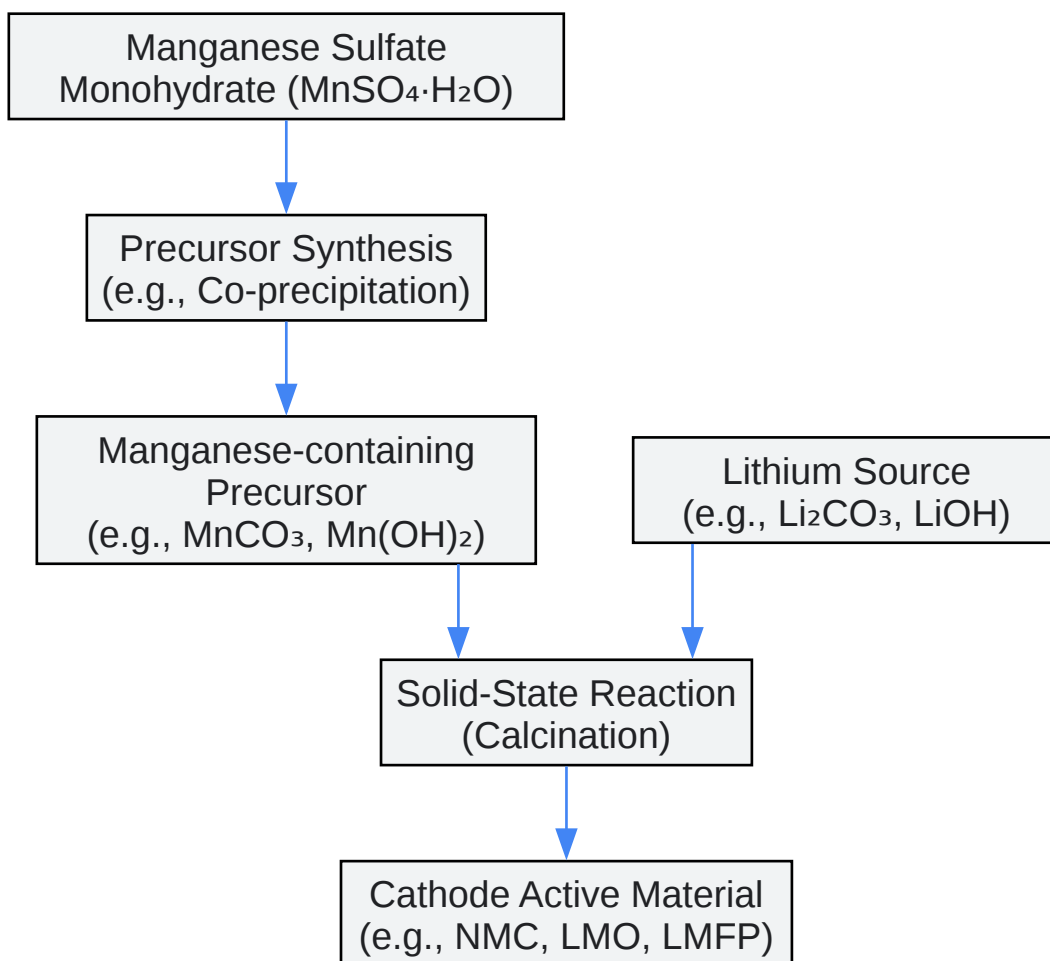 Manganese Sulfate
Monohydrate (MnSO₄·H₂O)
Precursor Synthesis
(e.g., Co-precipitation)
Manganese-containing
Precursor
(e.g., MnCO₃, Mn(OH)₂)
Lithium Source
(e.g., Li₂CO₃, LiOH)
Solid-State Reaction
(Calcination)
Cathode Active Material
(e.g., NMC, LMO, LMFP)